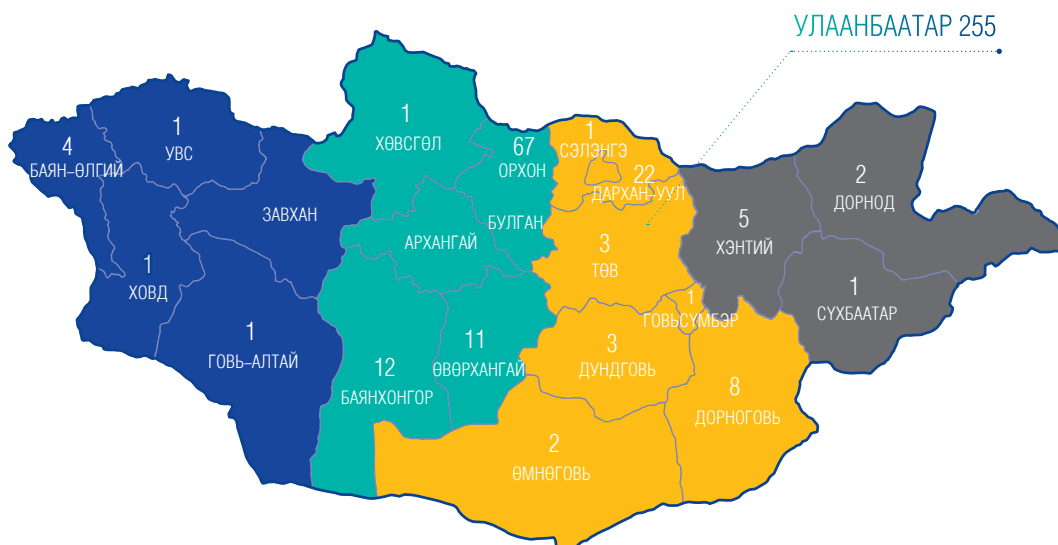 УЛААНБААТАР 255
4
БАЯН-ӨЛГИЙ
1
УВС
ЗАВХАН
1
ХОВД
1
ГОВЬ-АЛТАЙ
1
ХӨВСГӨЛ
67
ОРХОН
БУЛГАН
АРХАНГАЙ
12
БАЯНХОНГОР
11
ӨВӨРХАНГАЙ
1
СЭЛЭНГЭ
22
ДАРХАН-УУЛ
3
ТӨВ
1
ГОВЬСҮМБЭР
3
ДУНДГОВЬ
8
ДОРНОГОВЬ
2
ӨМНӨГОВЬ
5
ХЭНТИЙ
2
ДОРНОД
1
СҮХБААТАР